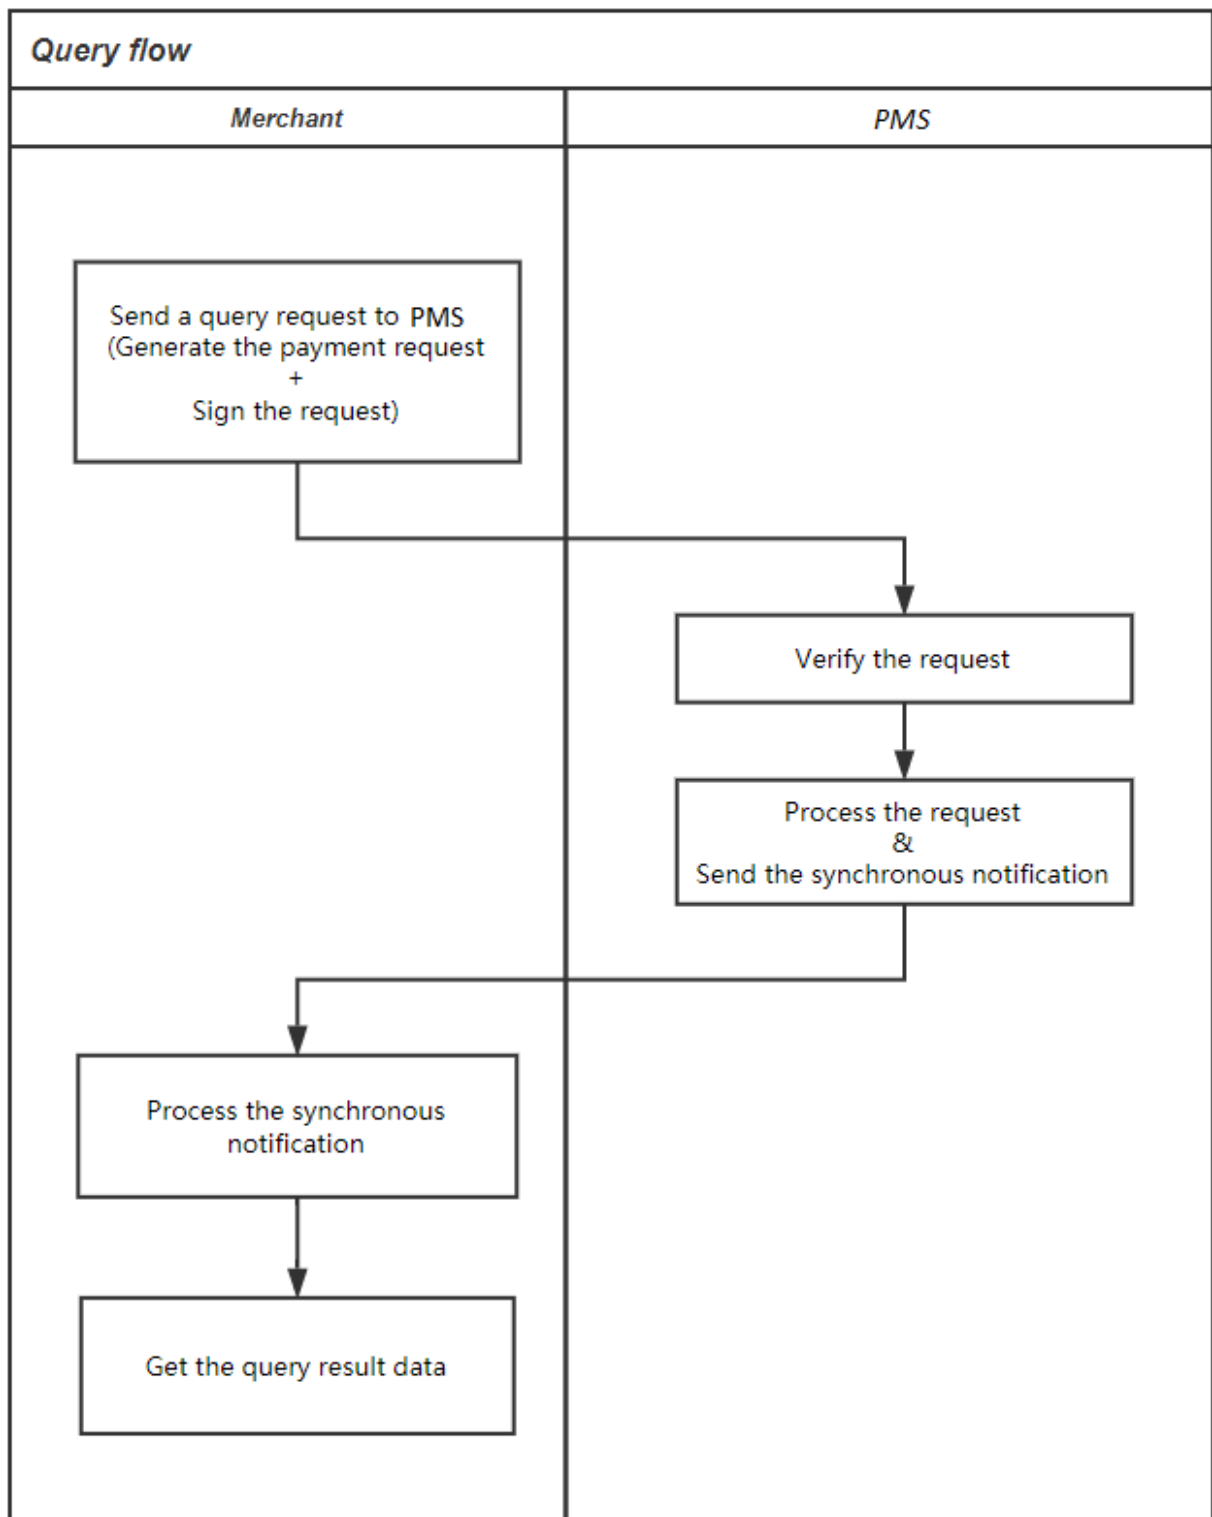 Query flow
Merchant
PMS
Send a query request to PMS
(Generate the payment request
+
Sign the request)
Verify the request
Process the request
&
Send the synchronous notification
Process the synchronous
notification
Get the query result data